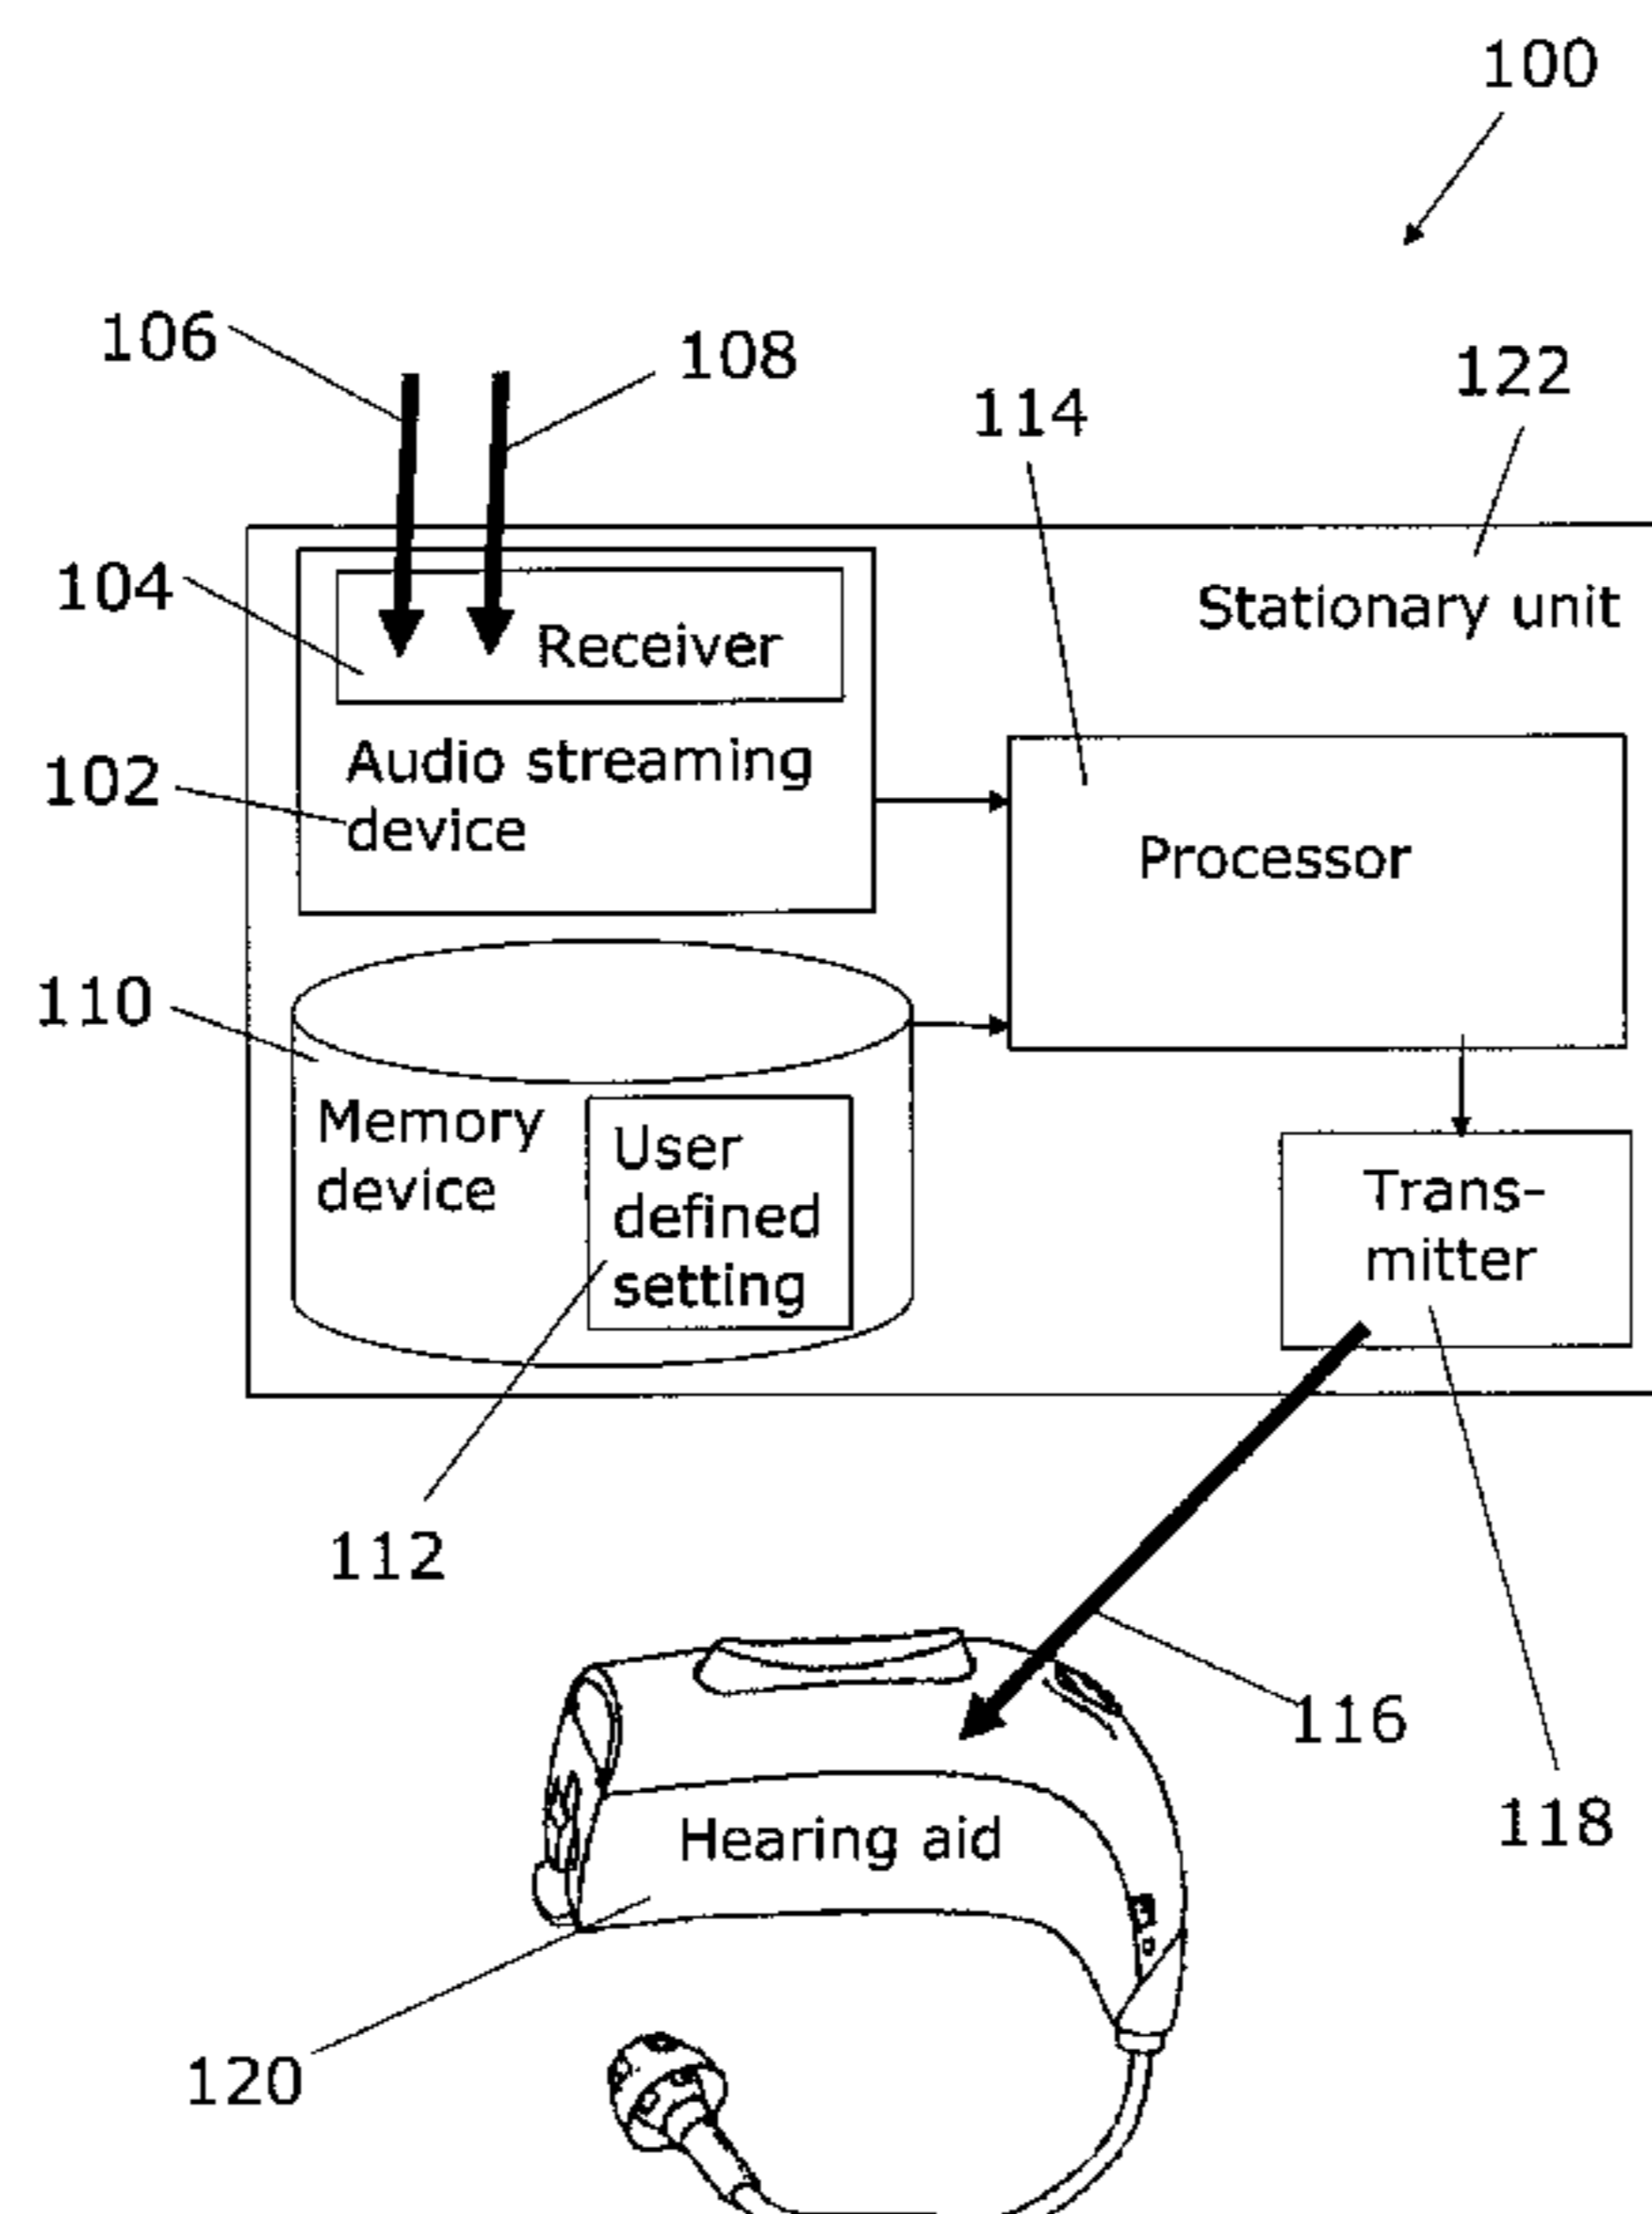 100
106
108
122
114
104
Stationary unit
Receiver
102
Audio streaming
device
Processor
110
Memory
device
User
defined
setting
Trans-
mitter
112
116
118
Hearing aid
120